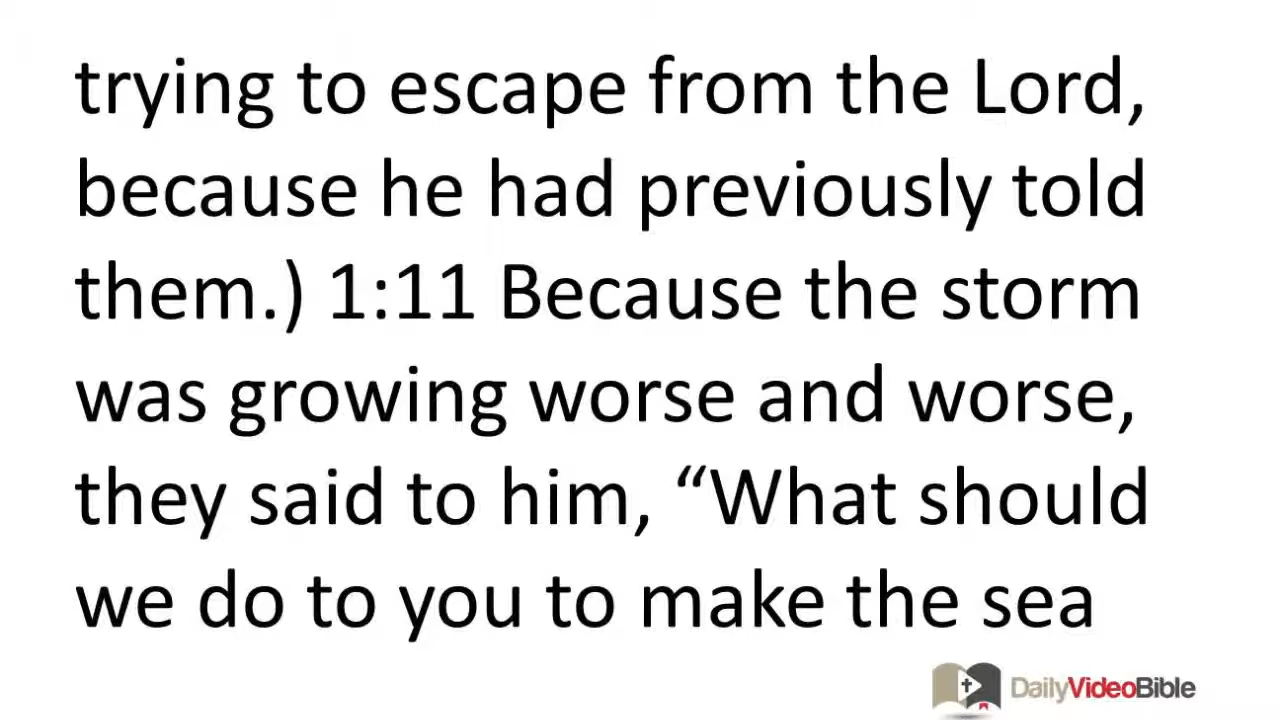 trying to escape from the Lord,
because he had previously told
them.) 1:11 Because the storm
was growing worse and worse,
they said to him, “What should
we do to you to make the sea
DailyVideoBible